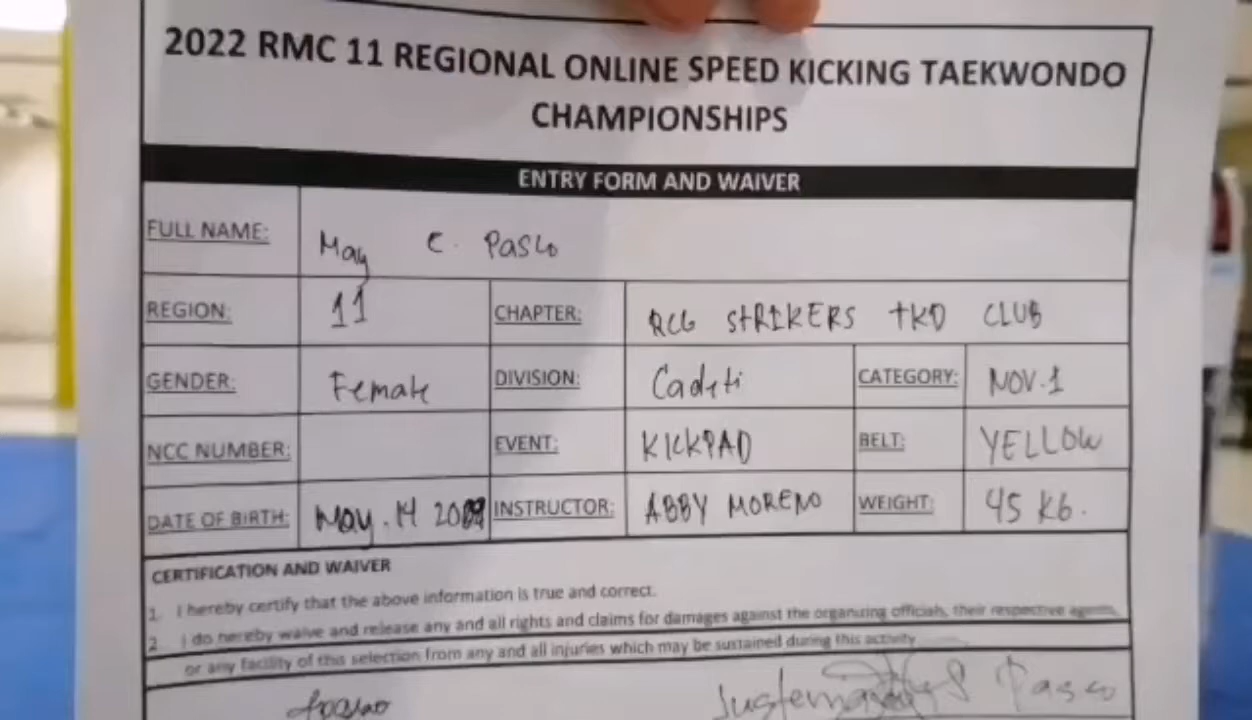 2022 RMC 11 REGIONAL ONLINE SPEED KICKING TAEKWONDO
CHAMPIONSHIPS
ENTRY FORM AND WAIVER
FULL NAME: May C. Pasco
REGION: 11 CHAPTER: RCG STRIKERS TKD CLUB
GENDER: Female DIVISION: Cadeti CATEGORY: NOV.1
NCC NUMBER: EVENT: KICKPAD BELT: YELLOW
DATE OF BIRTH: May. 14 INSTRUCTOR: ABBY MORENO WEIGHT: 45 KG.
CERTIFICATION AND WAIVER
1. I hereby certify that the above information is true and correct.
2. I do hereby waive and release any and all rights and claims for damages against the organizing officials, their respective agents,
or any facility of this selection from any and all injuries which may be sustained during this activity
Pasco